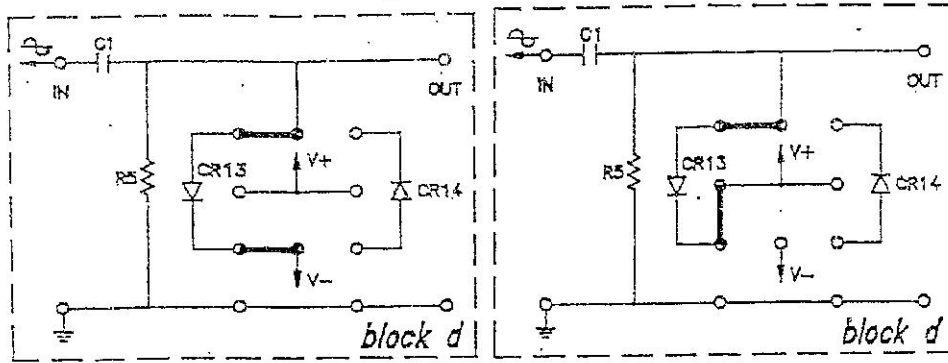 C1
IN
OUT
V+
CR13
R5
CR14
V-
block d
C1
IN
OUT
V+
CR13
R5
CR14
V-
block d